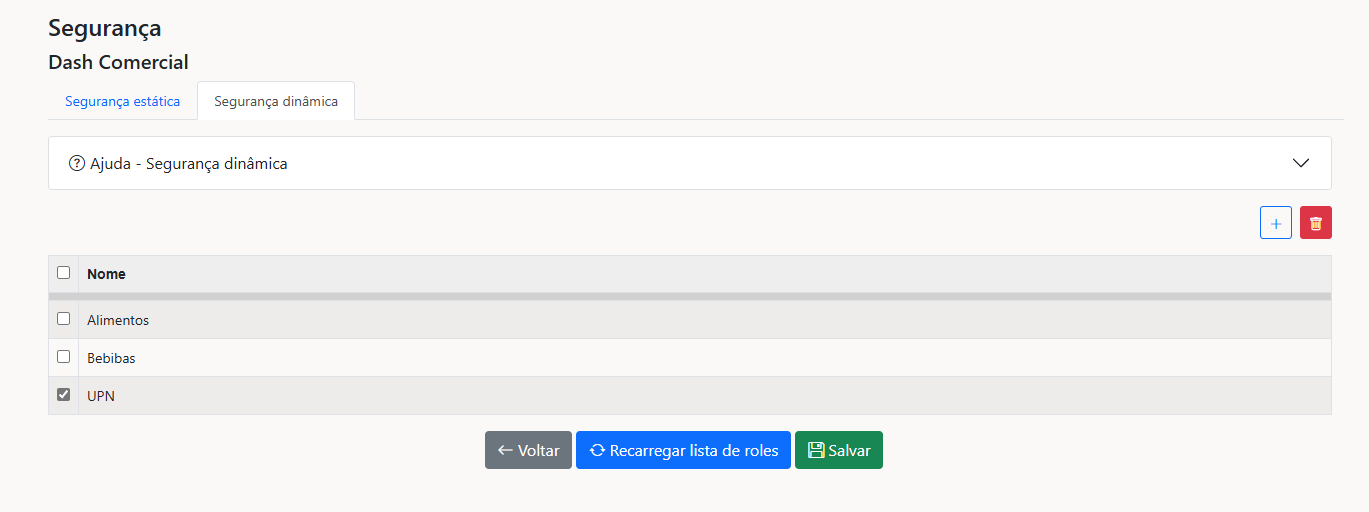 Segurança
Dash Comercial
Segurança estática
Segurança dinâmica
Ajuda - Segurança dinâmica
Nome
Alimentos
Bebibas
UPN
Voltar
Recarregar lista de roles
Salvar